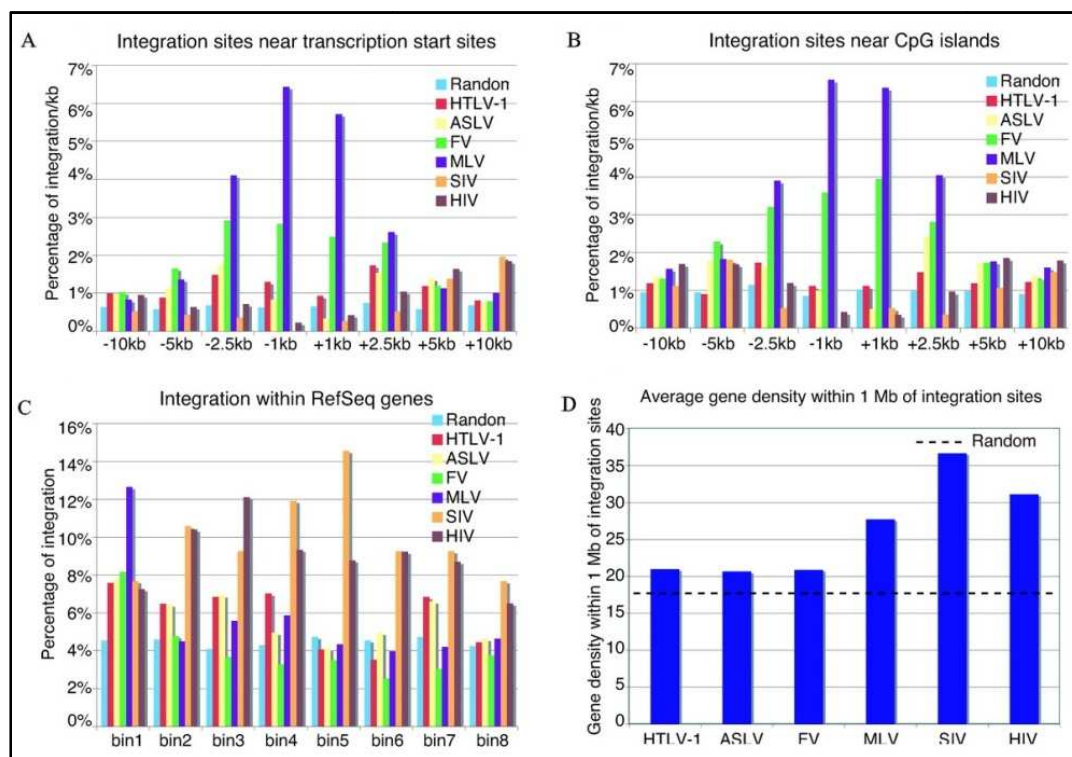 A
Integration sites near transcription start sites
7%
6%
5%
4%
3%
2%
1%
0%
Percentage of integration/kb
Randon
HTLV-1
ASLV
FV
MLV
SIV
HIV
-10kb -5kb -2.5kb -1kb +1kb +2.5kb +5kb +10kb
B
Integration sites near CpG islands
7%
6%
5%
4%
3%
2%
1%
0%
Percentage of integration/kb
Randon
HTLV-1
ASLV
FV
MLV
SIV
HIV
-10kb -5kb -2.5kb -1kb +1kb +2.5kb +5kb +10kb
C
Integration within RefSeq genes
16%
14%
12%
10%
8%
6%
4%
2%
0%
Percentage of integration
Randon
HTLV-1
ASLV
FV
MLV
SIV
HIV
bin1 bin2 bin3 bin4 bin5 bin6 bin7 bin8
D
Average gene density within 1 Mb of integration sites
40
35
30
25
20
15
10
5
0
Gene density within 1 Mb of integration sites
Random
HTLV-1 ASLV FV MLV SIV HIV